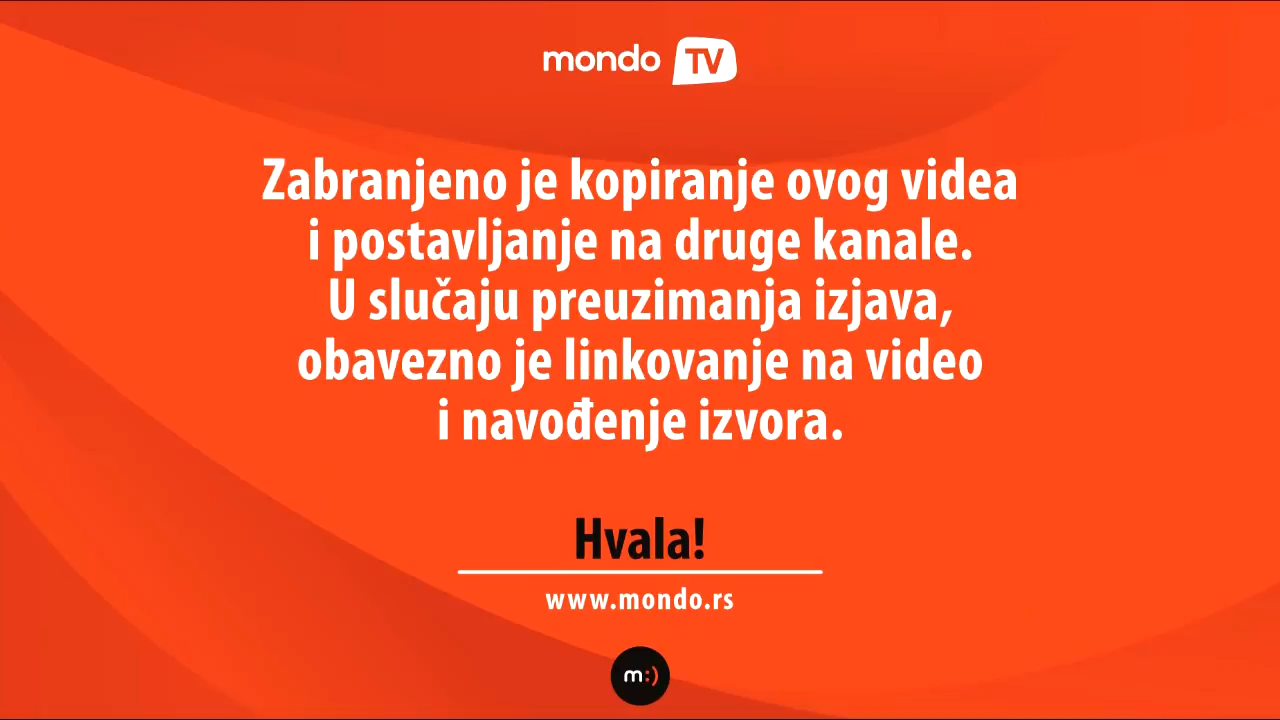 mondo TV
Zabranjeno je kopiranje ovog videa
i postavljanje na druge kanale.
U slučaju preuzimanja izjava,
obavezno je linkovanje na video
i navođenje izvora.
Hvala!
www.mondo.rs
m:)